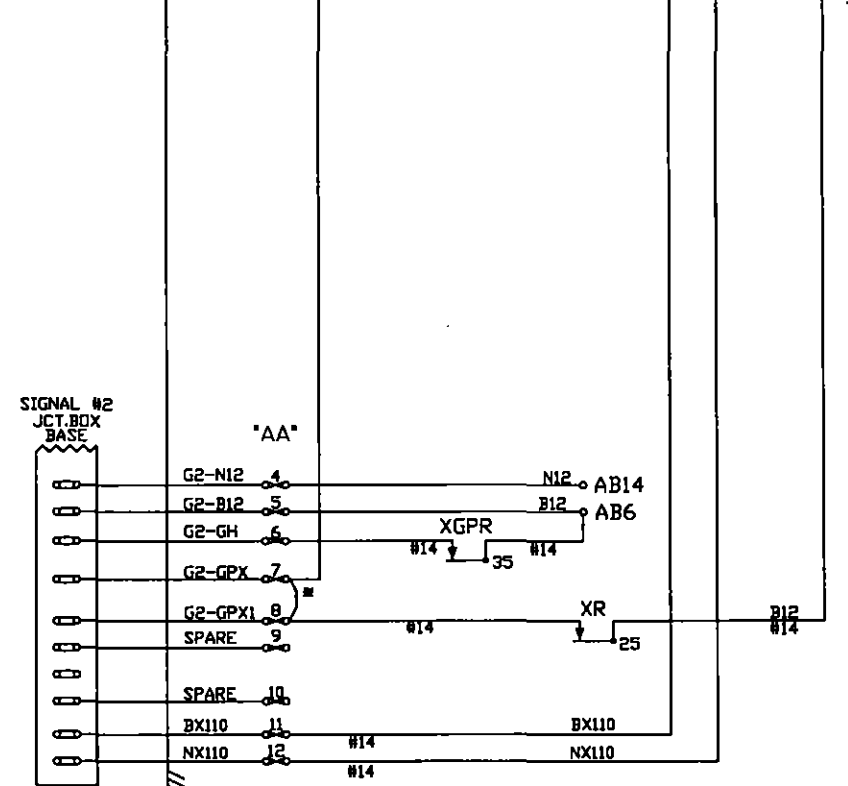 SIGNAL #2
JCT.BOX
BASE
"AA"
G2-N12 4 N12 AB14
G2-B12 5 B12 AB6
G2-GH 6 #14 XGPR 35 #14
G2-GPX 7
*
G2-GPX1 8 #14 XR 25 B12 #14
SPARE 9
SPARE 10
BX110 11 #14 BX110
NX110 12 #14 NX110